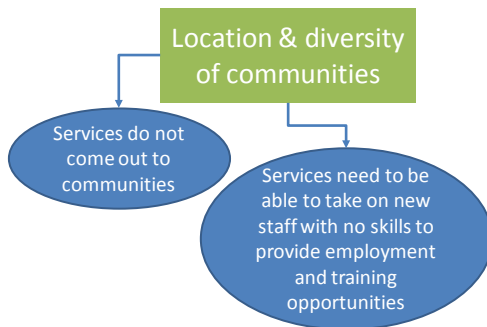 Location & diversity
of communities
Services do not
come out to
communities
Services need to be
able to take on new
staff with no skills to
provide employment
and training
opportunities